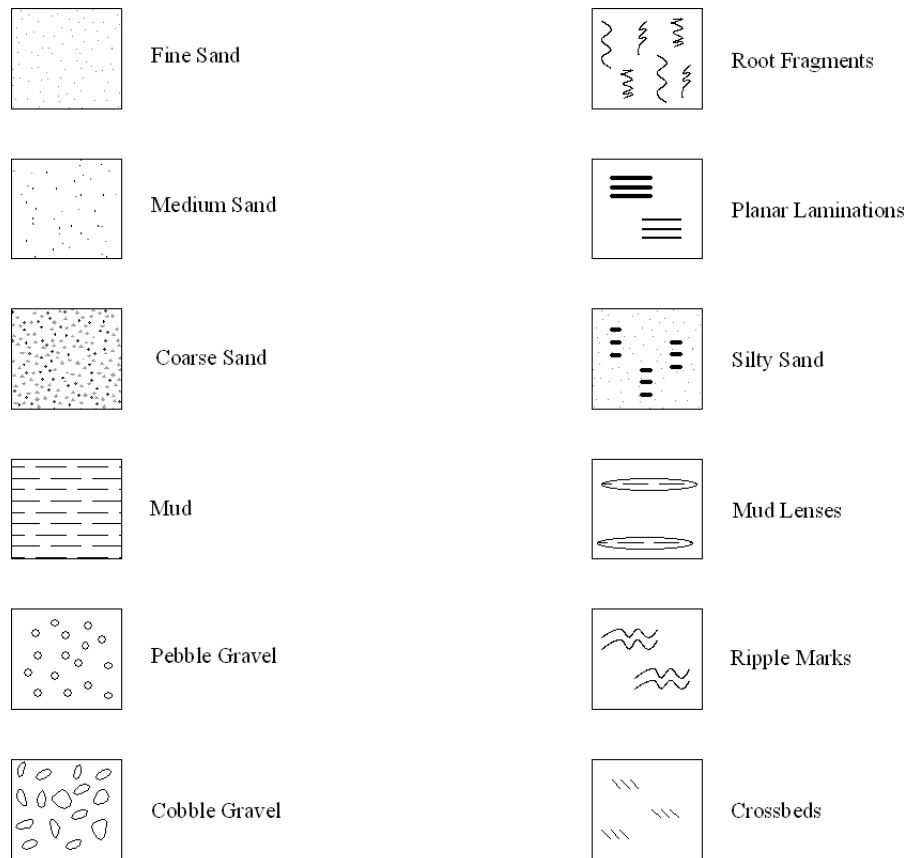 Fine Sand
Root Fragments
Medium Sand
Planar Laminations
Coarse Sand
Silty Sand
Mud
Mud Lenses
Pebble Gravel
Ripple Marks
Cobble Gravel
Crossbeds